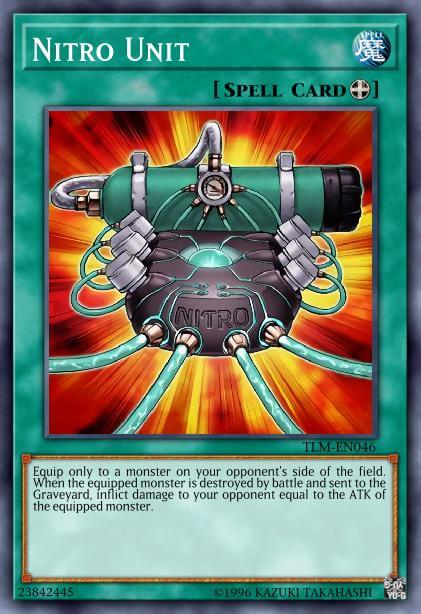 NITRO UNIT
SPELL
魔
[SPELL CARD]
NITRO
TLM-EN046
Equip only to a monster on your opponent's side of the field.
When the equipped monster is destroyed by battle and sent to the
Graveyard, inflict damage to your opponent equal to the ATK of
the equipped monster.
23842445
©1996 KAZUKI TAKAHASHI